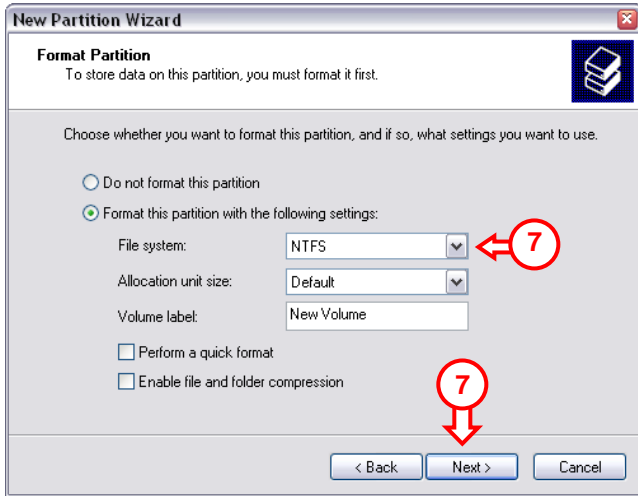 New Partition Wizard
Format Partition
To store data on this partition, you must format it first.
Choose whether you want to format this partition, and if so, what settings you want to use.
Do not format this partition
Format this partition with the following settings:
File system: NTFS 7
Allocation unit size: Default
Volume label: New Volume
Perform a quick format
Enable file and folder compression
7
< Back Next > Cancel